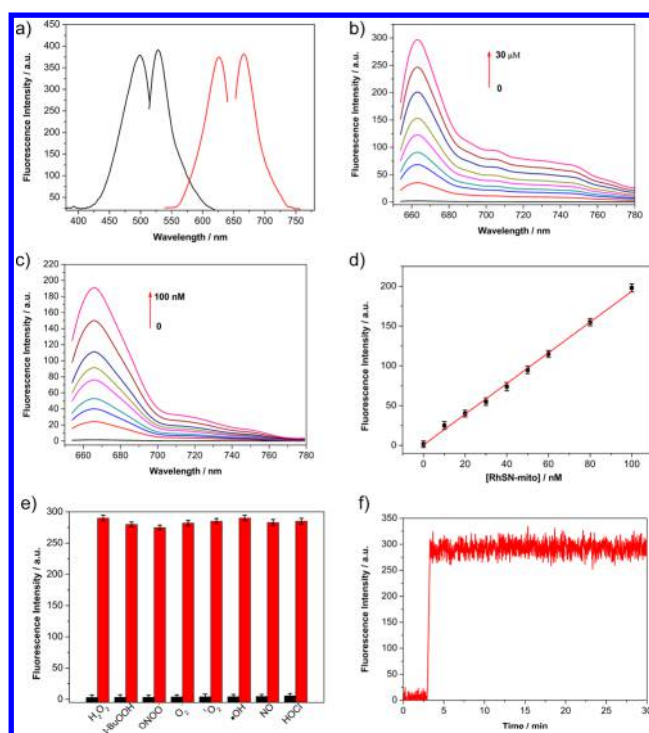 a)
Fluorescence Intensity / a.u.
450
400
350
300
250
200
150
100
50
400 450 500 550 600 650 700 750
Wavelength / nm
b)
Fluorescence Intensity / a.u.
350
300
250
200
150
100
50
0
30 μM
0
660 680 700 720 740 760 780
Wavelength / nm
c)
Fluorescence Intensity / a.u.
220
200
180
160
140
120
100
80
60
40
20
0
100 nM
0
660 680 700 720 740 760 780
Wavelength / nm
d)
Fluorescence Intensity / a.u.
200
150
100
50
0
0 20 40 60 80 100
[RhSN-mito] / nM
e)
Fluorescence Intensity / a.u.
300
250
200
150
100
50
0
H2O2
t-BuOOH
ONOO
O2
1O2
•OH
NO
HOCl
f)
Fluorescence Intensity / a.u.
350
300
250
200
150
100
50
0
0 5 10 15 20 25 30
Time / min